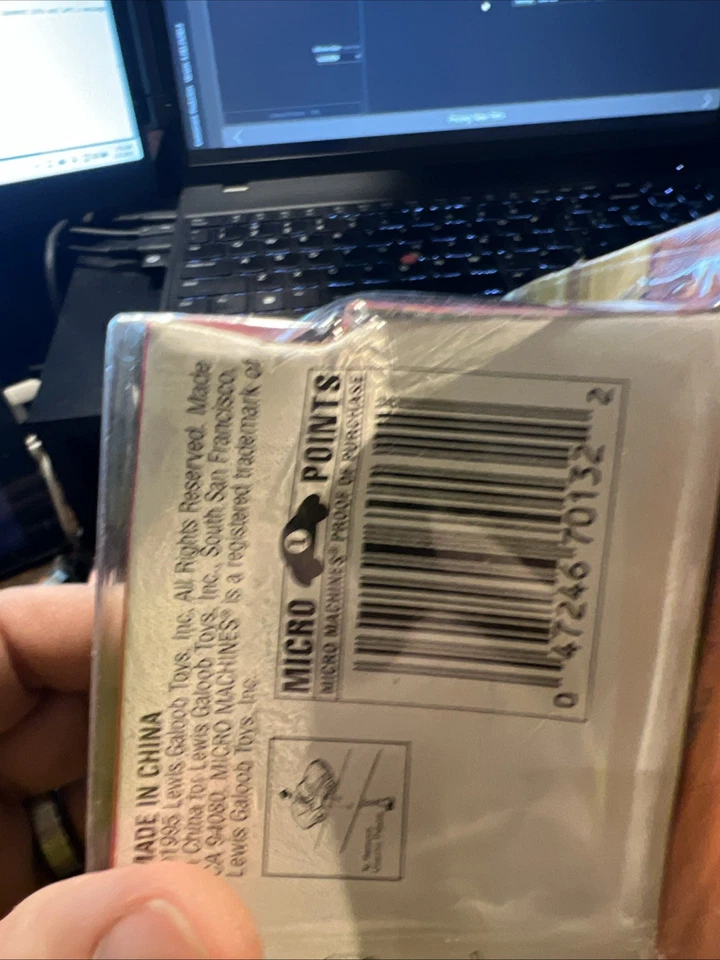 MADE IN CHINA
©1995 Lewis Galoob Toys, Inc. All Rights Reserved. Made
in China for Lewis Galoob Toys, Inc., South San Francisco,
CA 94080. MICRO MACHINES® is a registered trademark of
Lewis Galoob Toys, Inc.
MICRO 1 POINTS
MICRO MACHINES® PROOF OF PURCHASE
0 47246 70132 2